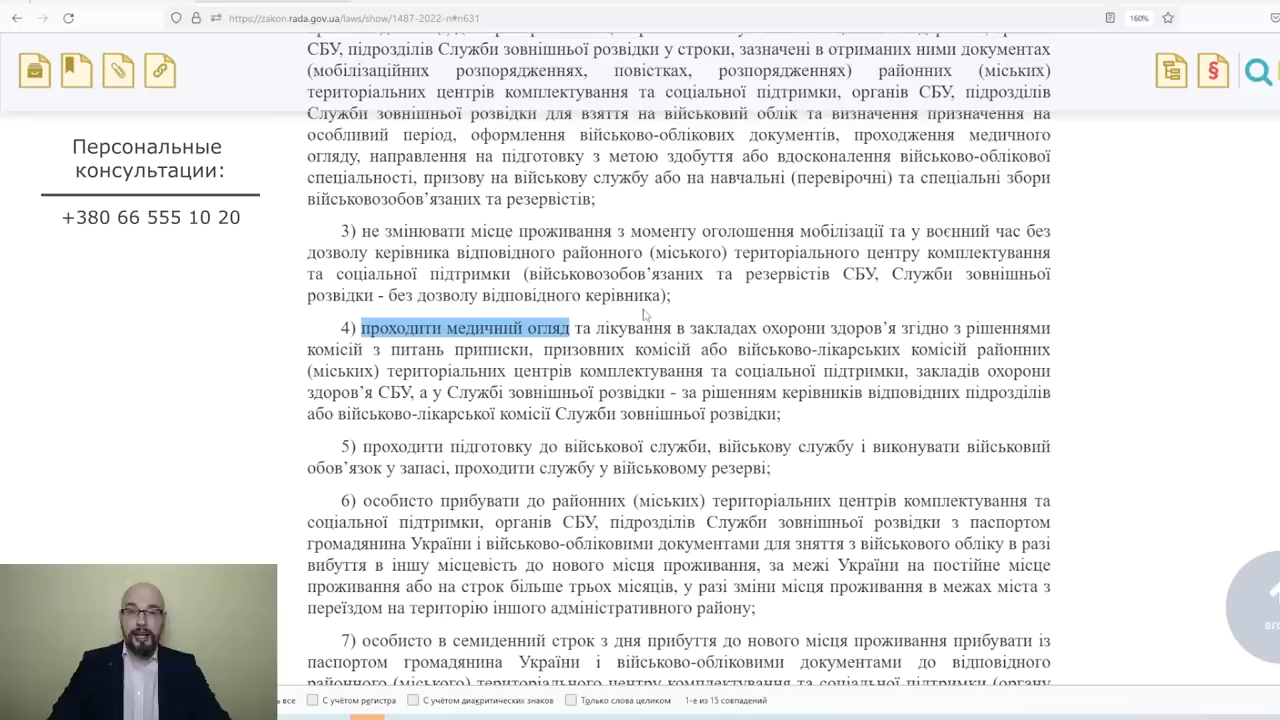 https://zakon.rada.gov.ua/laws/show/1487-2022-п#n631
160%
СБУ, підрозділів Служби зовнішньої розвідки у строки, зазначені в отриманих ними документах
(мобілізаційних розпорядженнях, повістках, розпорядженнях) районних (міських)
територіальних центрів комплектування та соціальної підтримки, органів СБУ, підрозділів
Служби зовнішньої розвідки для взяття на військовий облік та визначення призначення на
особливий період, оформлення військово-облікових документів, проходження медичного
огляду, направлення на підготовку з метою здобуття або вдосконалення військово-облікової
спеціальності, призову на військову службу або на навчальні (перевірочні) та спеціальні збори
військовозобов’язаних та резервістів;
Персональные
консультации:
+380 66 555 10 20
3) не змінювати місце проживання з моменту оголошення мобілізації та у воєнний час без
дозволу керівника відповідного районного (міського) територіального центру комплектування
та соціальної підтримки (військовозобов’язаних та резервістів СБУ, Служби зовнішньої
розвідки - без дозволу відповідного керівника);
4) проходити медичний огляд та лікування в закладах охорони здоров’я згідно з рішеннями
комісій з питань приписки, призовних комісій або військово-лікарських комісій районних
(міських) територіальних центрів комплектування та соціальної підтримки, закладів охорони
здоров’я СБУ, а у Службі зовнішньої розвідки - за рішенням керівників відповідних підрозділів
або військово-лікарської комісії Служби зовнішньої розвідки;
5) проходити підготовку до військової служби, військову службу і виконувати військовий
обов’язок у запасі, проходити службу у військовому резерві;
6) особисто прибувати до районних (міських) територіальних центрів комплектування та
соціальної підтримки, органів СБУ, підрозділів Служби зовнішньої розвідки з паспортом
громадянина України і військово-обліковими документами для зняття з військового обліку в разі
вибуття в іншу місцевість до нового місця проживання, за межі України на постійне місце
проживання або на строк більше трьох місяців, у разі зміни місця проживання в межах міста з
переїздом на територію іншого адміністративного району;
7) особисто в семиденний строк з дня прибуття до нового місця проживання прибувати із
паспортом громадянина України і військово-обліковими документами до відповідного
районного (міського) територіального центру комплектування та соціальної підтримки (органу
все
С учётом регистра
С учётом диакритических знаков
Только слова целиком
1-е из 15 совпадений